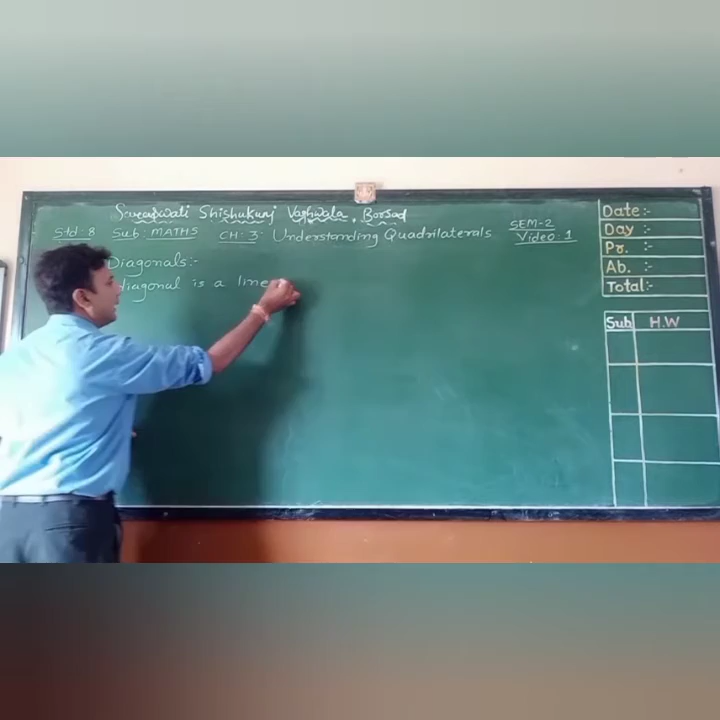 Saraswati Shishukunj Vaghwala, Borsad
Std-8 Sub: MATHS CH: 3: Understanding Quadrilaterals SEM-2
Video: 1
Diagonals:-
diagonal is a line
Date:-
Day :-
Pr. :-
Ab. :-
Total:-
Sub H.W